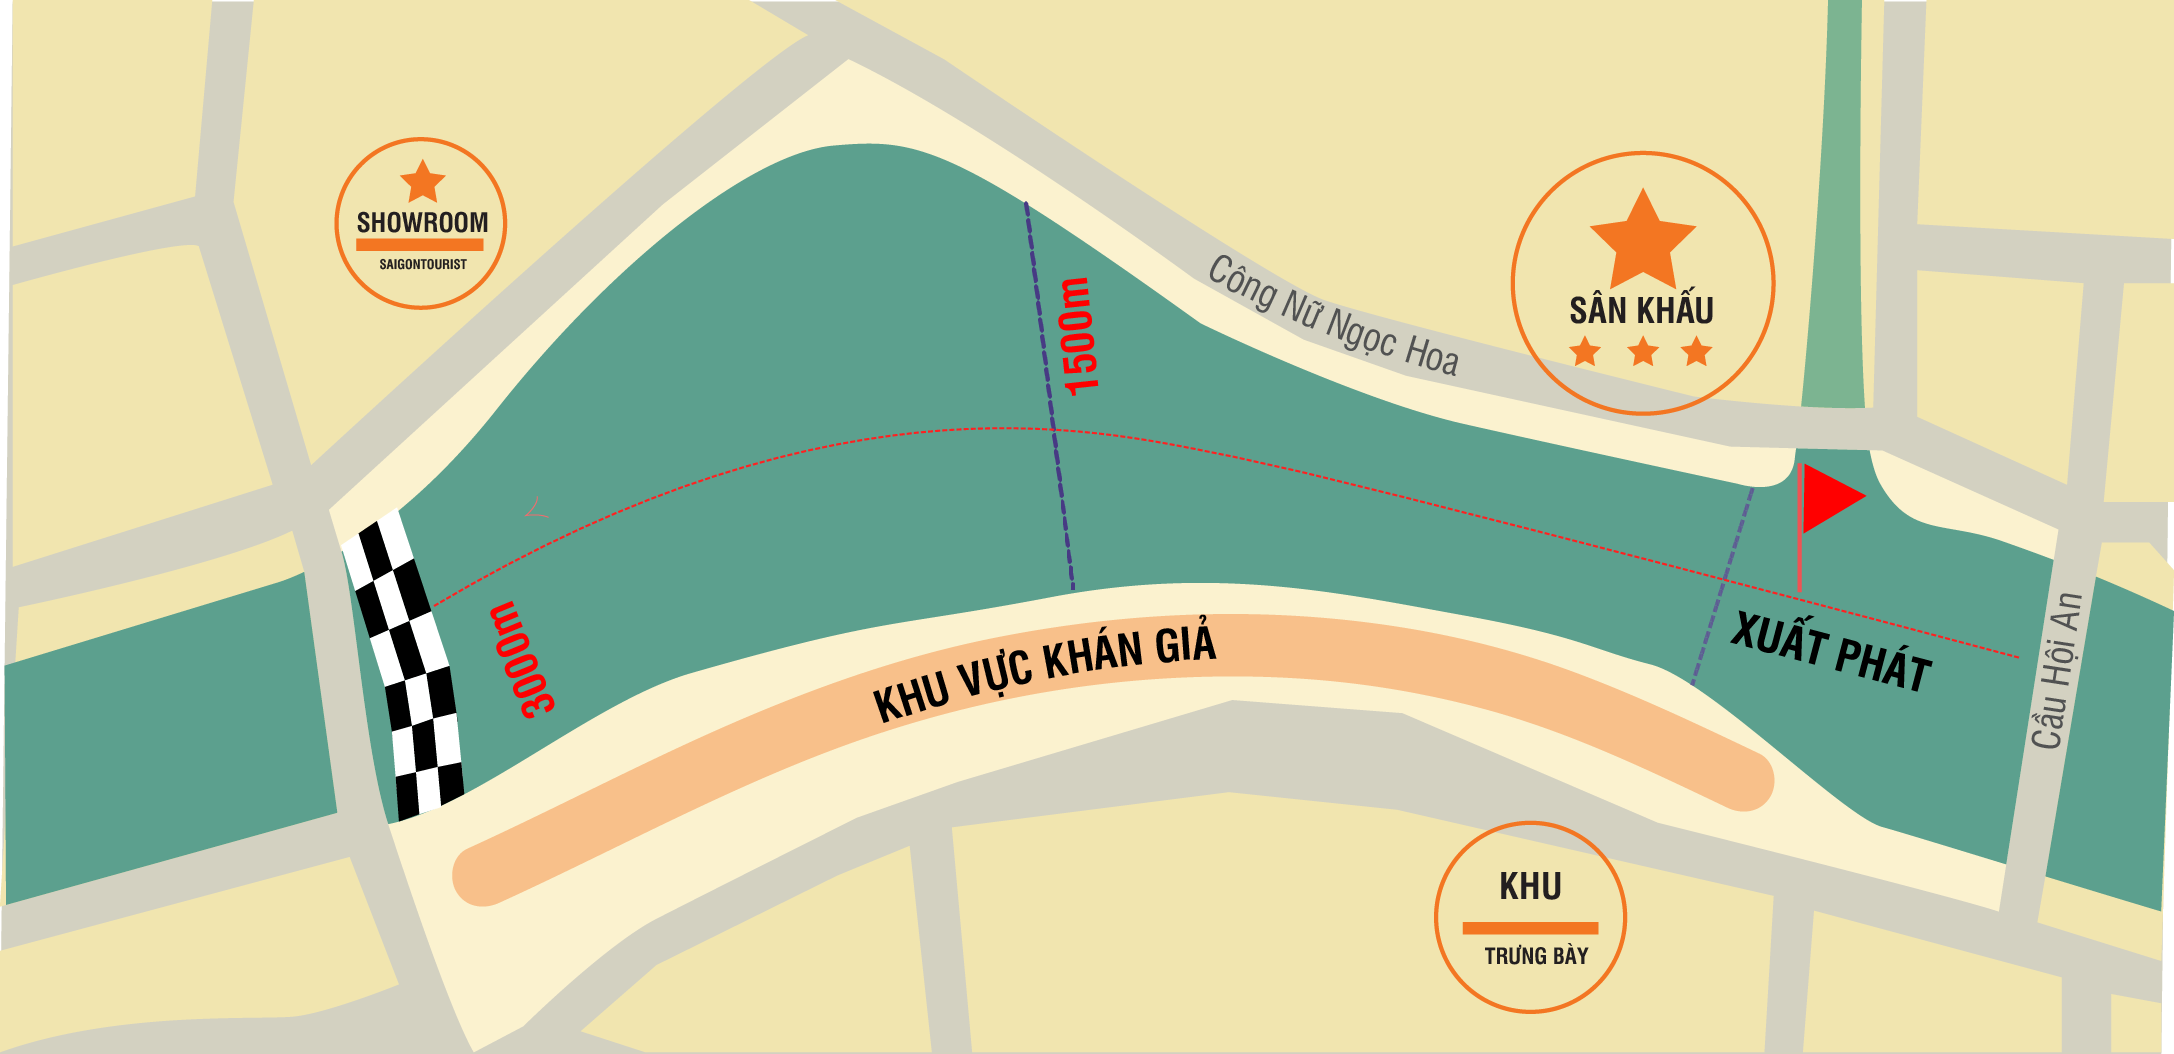 SHOWROOM
SAIGONTOURIST
1500m
Công Nữ Ngọc Hoa
SÂN KHẤU
3000m
KHU VỰC KHÁN GIẢ
XUẤT PHÁT
Cầu Hội An
KHU
TRƯNG BÀY